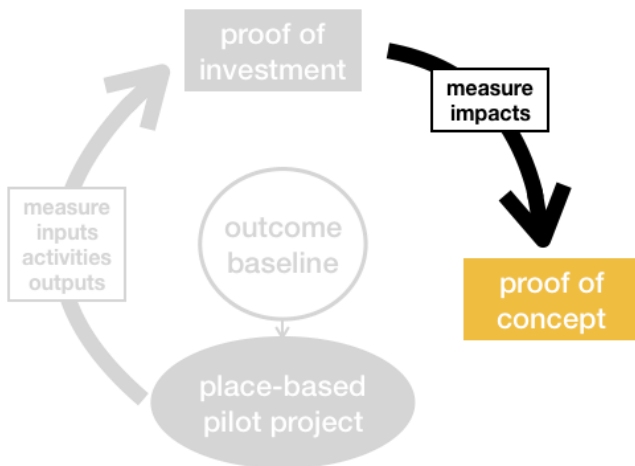 proof of
investment
measure
impacts
measure
inputs
activities
outputs
outcome
baseline
proof of
concept
place-based
pilot project